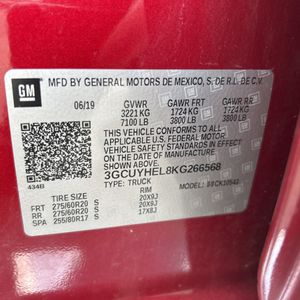 GM
MFD BY GENERAL MOTORS DE MEXICO, S. DE R.L. DE C.V.
06/19 GVWR GAWR FRT GAWR RR
3221 KG 1724 KG 1724 KG
7100 LB 3800 LB 3800 LB
THIS VEHICLE CONFORMS TO ALL
APPLICABLE U.S. FEDERAL MOTOR
VEHICLE SAFETY STANDARDS IN
EFFECT ON THE DATE OF
MANUFACTURE SHOWN ABOVE.
3GCUYHEL8KG266568
434B TYPE: TRUCK
MODEL:
TIRE SIZE RIM
FRT 275/60R20 20X9J
RR 275/60R20 20X9J
SPA 255/80R17 17X8J